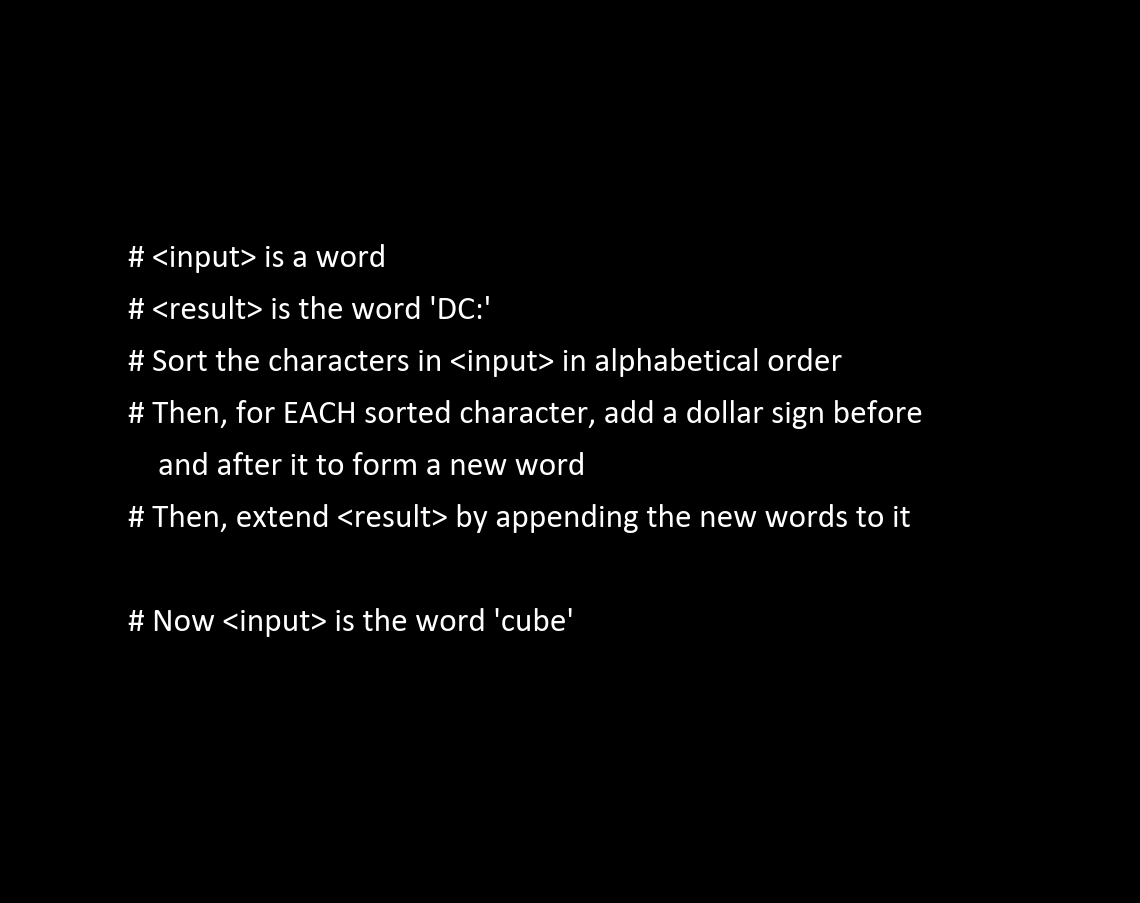 # <input> is a word
# <result> is the word 'DC:'
# Sort the characters in <input> in alphabetical order
# Then, for EACH sorted character, add a dollar sign before
and after it to form a new word
# Then, extend <result> by appending the new words to it
# Now <input> is the word 'cube'